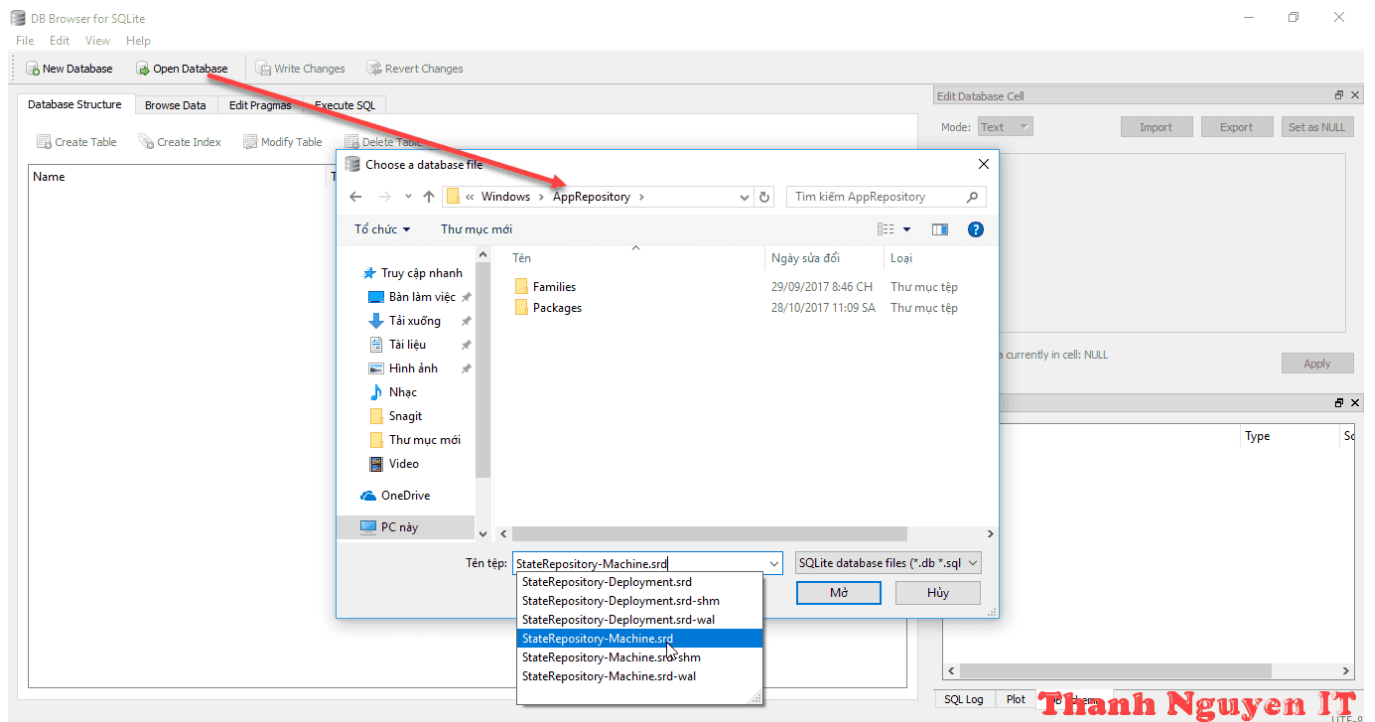 DB Browser for SQLite
File Edit View Help
New Database Open Database Write Changes Revert Changes
Database Structure Browse Data Edit Pragmas Execute SQL
Create Table Create Index Modify Table Delete Table
Name
Choose a database file
« Windows › AppRepository ›
Tìm kiếm AppRepository
Tổ chức Thư mục mới
Truy cập nhanh
Bàn làm việc
Tải xuống
Tài liệu
Hình ảnh
Nhạc
Snagit
Thư mục mới
Video
OneDrive
PC này
Tên Ngày sửa đổi Loại
Families 29/09/2017 8:46 CH Thư mục tệp
Packages 28/10/2017 11:09 SA Thư mục tệp
Tên tệp: StateRepository-Machine.srd SQLite database files (*.db *.sql
StateRepository-Deployment.srd
StateRepository-Deployment.srd-shm
StateRepository-Deployment.srd-wal
StateRepository-Machine.srd
StateRepository-Machine.srd-shm
StateRepository-Machine.srd-wal
Mở Hủy
Edit Database Cell
Mode: Text Import Export Set as NULL
currently in cell: NULL
Apply
Type Sc
SQL Log Plot
Thanh Nguyen IT
UTF-8